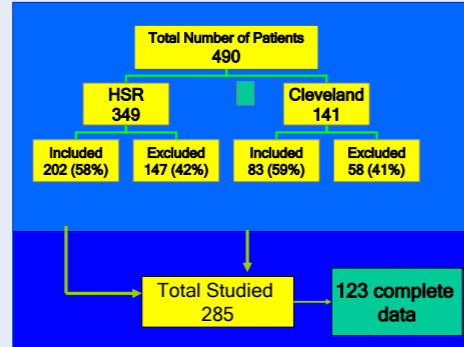 Total Number of Patients
490
HSR
349
Cleveland
141
Included
202 (58%)
Excluded
147 (42%)
Included
83 (59%)
Excluded
58 (41%)
Total Studied
285
123 complete
data